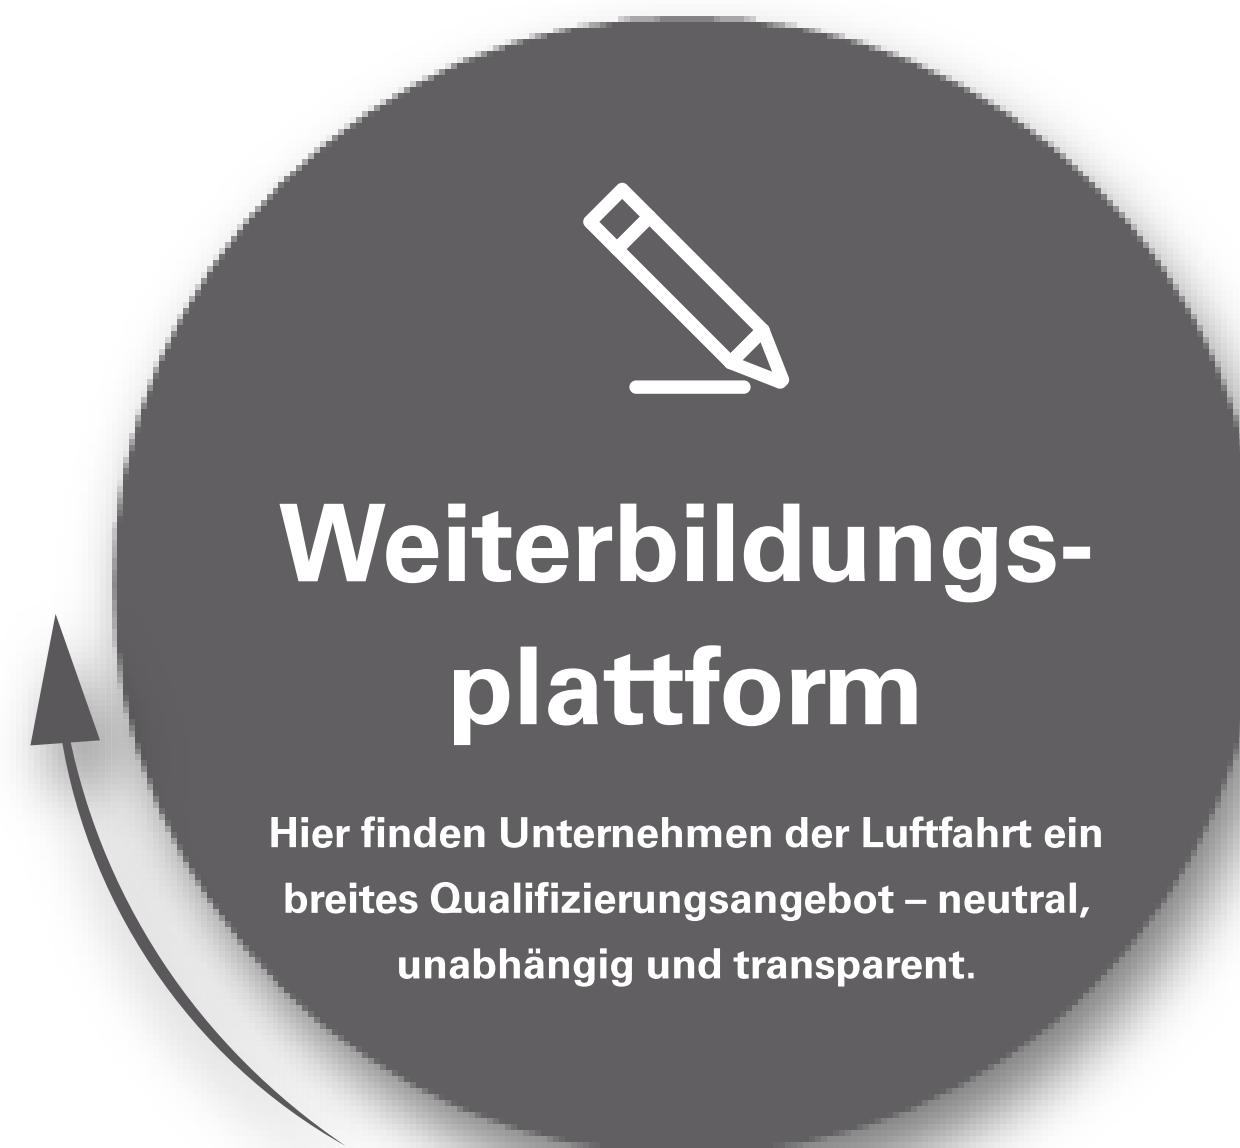 Weiterbildungs-
plattform
Hier finden Unternehmen der Luftfahrt ein
breites Qualifizierungsangebot – neutral,
unabhängig und transparent.